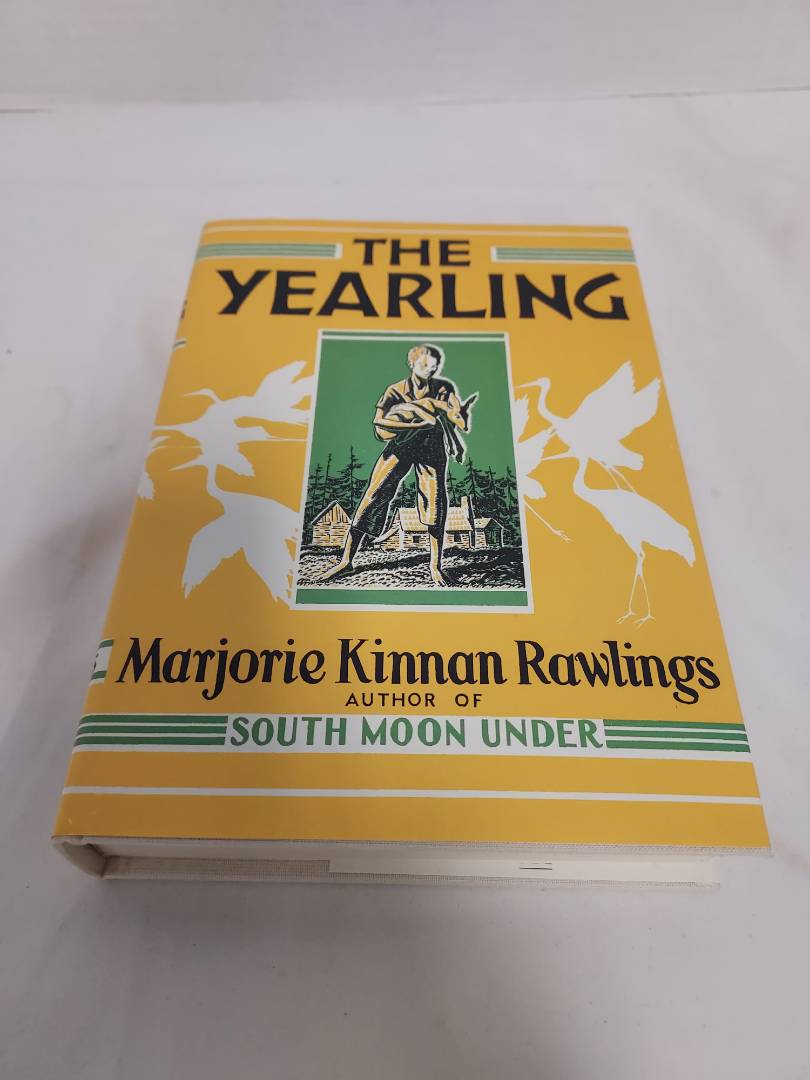 THE
YEARLING
Marjorie Kinnan Rawlings
AUTHOR OF
SOUTH MOON UNDER